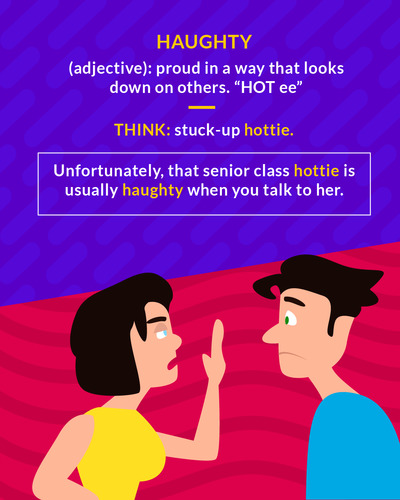 HAUGHTY
(adjective): proud in a way that looks
down on others. “HOT ee”
THINK: stuck-up hottie.
Unfortunately, that senior class hottie is
usually haughty when you talk to her.